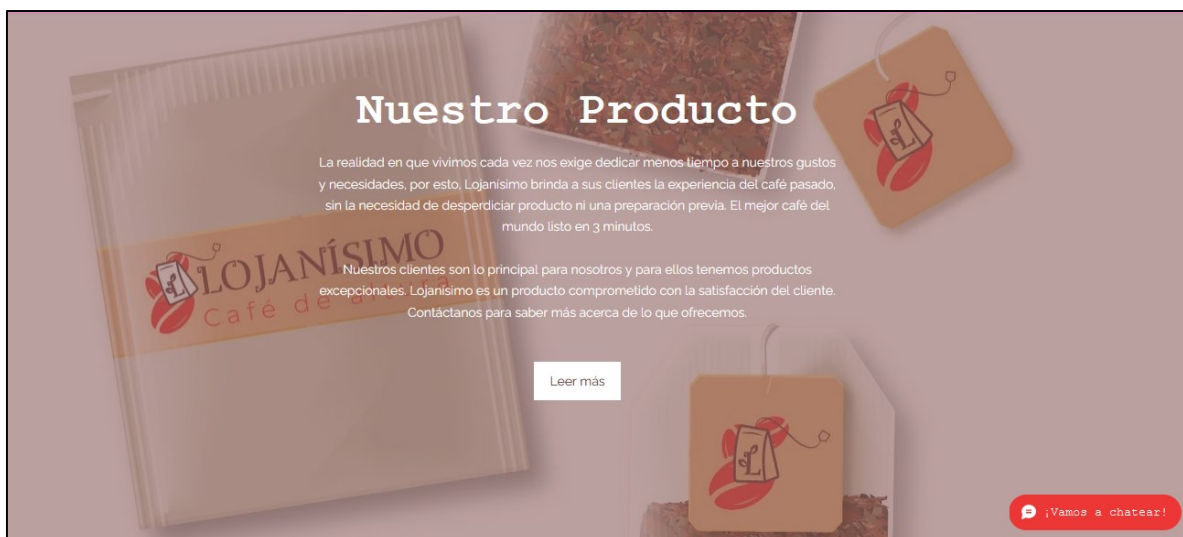 Nuestro Producto
La realidad en que vivimos cada vez nos exige dedicar menos tiempo a nuestros gustos
y necesidades, por esto, Lojanísimo brinda a sus clientes la experiencia del café pasado,
sin la necesidad de desperdiciar producto ni una preparación previa. El mejor café del
mundo listo en 3 minutos.
LOJANÍSIMO
Café de altura
Nuestros clientes son lo principal para nosotros y para ellos tenemos productos
excepcionales. Lojanisimo es un producto comprometido con la satisfacción del cliente.
Contáctanos para saber más acerca de lo que ofrecemos.
Leer más
L
L
L
¡Vamos a chatear!